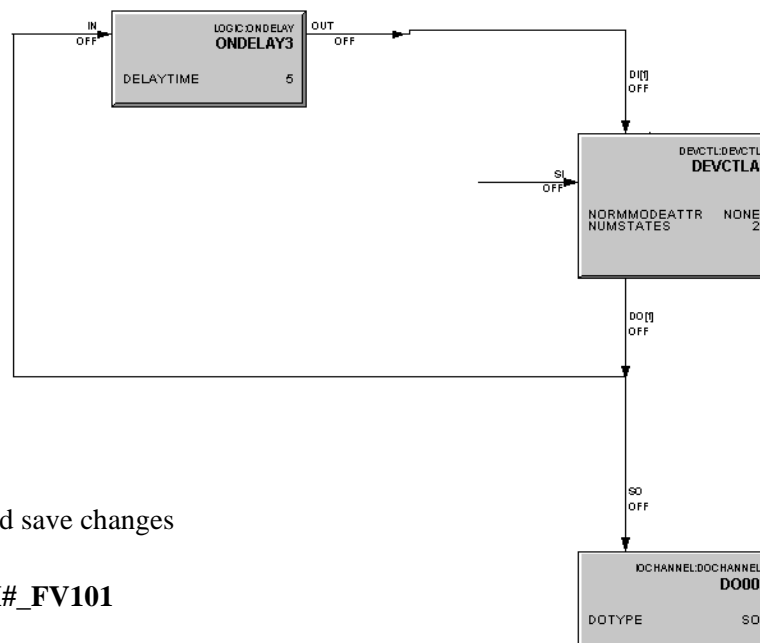 IN
OFF
LOGIC:ONDELAY
ONDELAY3
DELAYTIME 5
OUT
OFF
DI[1]
OFF
SI
OFF
DEVCTL:DEVCTL
DEVCTLA
NORMMODEATTR NONE
NUMSTATES 2
DO[1]
OFF
SO
OFF
d save changes
#_FV101
IOCHANNEL:DOCHANNEL
DO00
DOTYPE SO